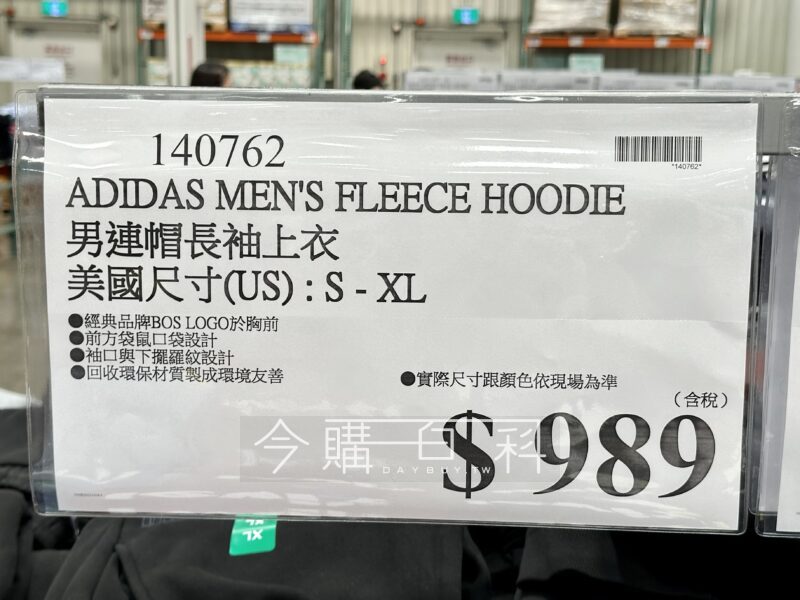 140762
*140762*
ADIDAS MEN'S FLEECE HOODIE
男連帽長袖上衣
美國尺寸(US) : S - XL
●經典品牌BOS LOGO於胸前
●前方袋鼠口袋設計
●袖口與下擺羅紋設計
●回收環保材質製成環境友善
●實際尺寸跟顏色依現場為準
（含稅）
$ 989
今購百科
DAYBUY.TW
XL